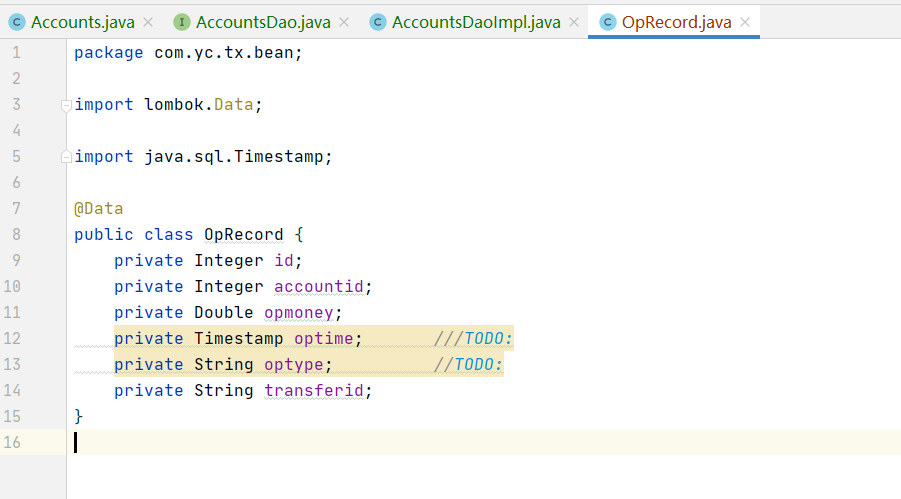 Accounts.java
AccountsDao.java
AccountsDaoImpl.java
OpRecord.java
1 package com.yc.tx.bean;
2
3 import lombok.Data;
4
5 import java.sql.Timestamp;
6
7 @Data
8 public class OpRecord {
9 private Integer id;
10 private Integer accountid;
11 private Double opmoney;
12 private Timestamp optime; ///TODO:
13 private String optype; //TODO:
14 private String transferid;
15 }
16